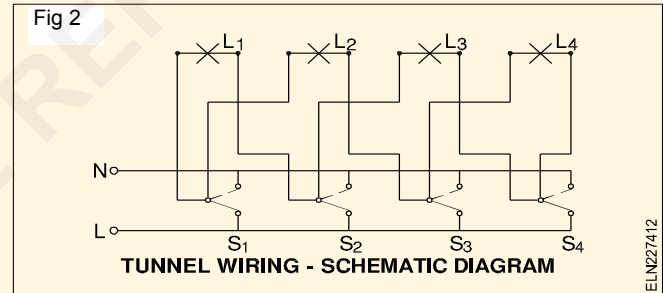 Fig 2
L1 L2 L3 L4
N
L
S1 S2 S3 S4
TUNNEL WIRING - SCHEMATIC DIAGRAM
ELN227412